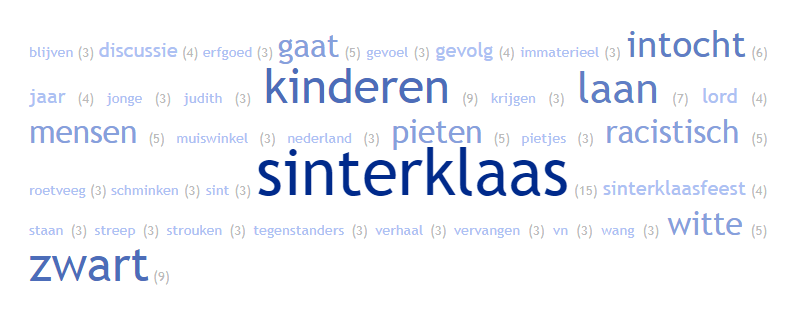 blijven (3) discussie (4) erfgoed (3) gaat (5) gevoel (3) gevolg (4) immaterieel (3) intocht (6)
jaar (4) jonge (3) judith (3) kinderen (9) krijgen (3) laan (7) lord (4)
mensen (5) muiswinkel (3) nederland (3) pieten (5) pietjes (3) racistisch (5)
roetveeg (3) schminken (3) sint (3) sinterklaas (15) sinterklaasfeest (4)
staan (3) streep (3) strouken (3) tegenstanders (3) verhaal (3) vervangen (3) vn (3) wang (3) witte (5)
zwart (9)